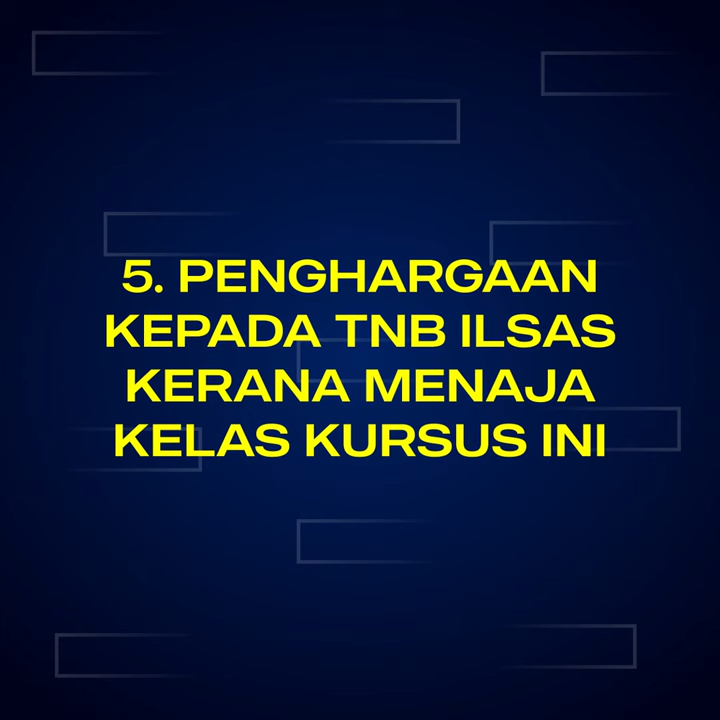 5. PENGHARGAAN
KEPADA TNB ILSAS
KERANA MENAJA
KELAS KURSUS INI